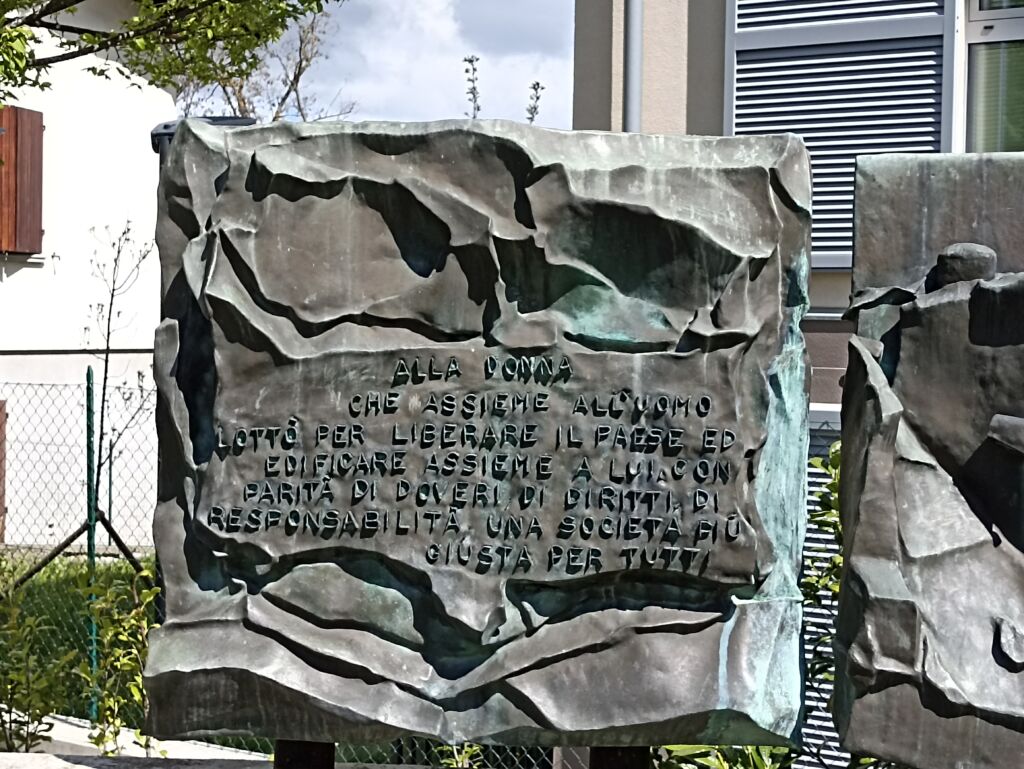 ALLA DONNA
CHE ASSIEME ALL'UOMO
LOTTÒ PER LIBERARE IL PAESE ED
EDIFICARE ASSIEME A LUI, CON
PARITÀ DI DOVERI, DI DIRITTI, DI
RESPONSABILITÀ, UNA SOCIETÀ PIÙ
GIUSTA PER TUTTI